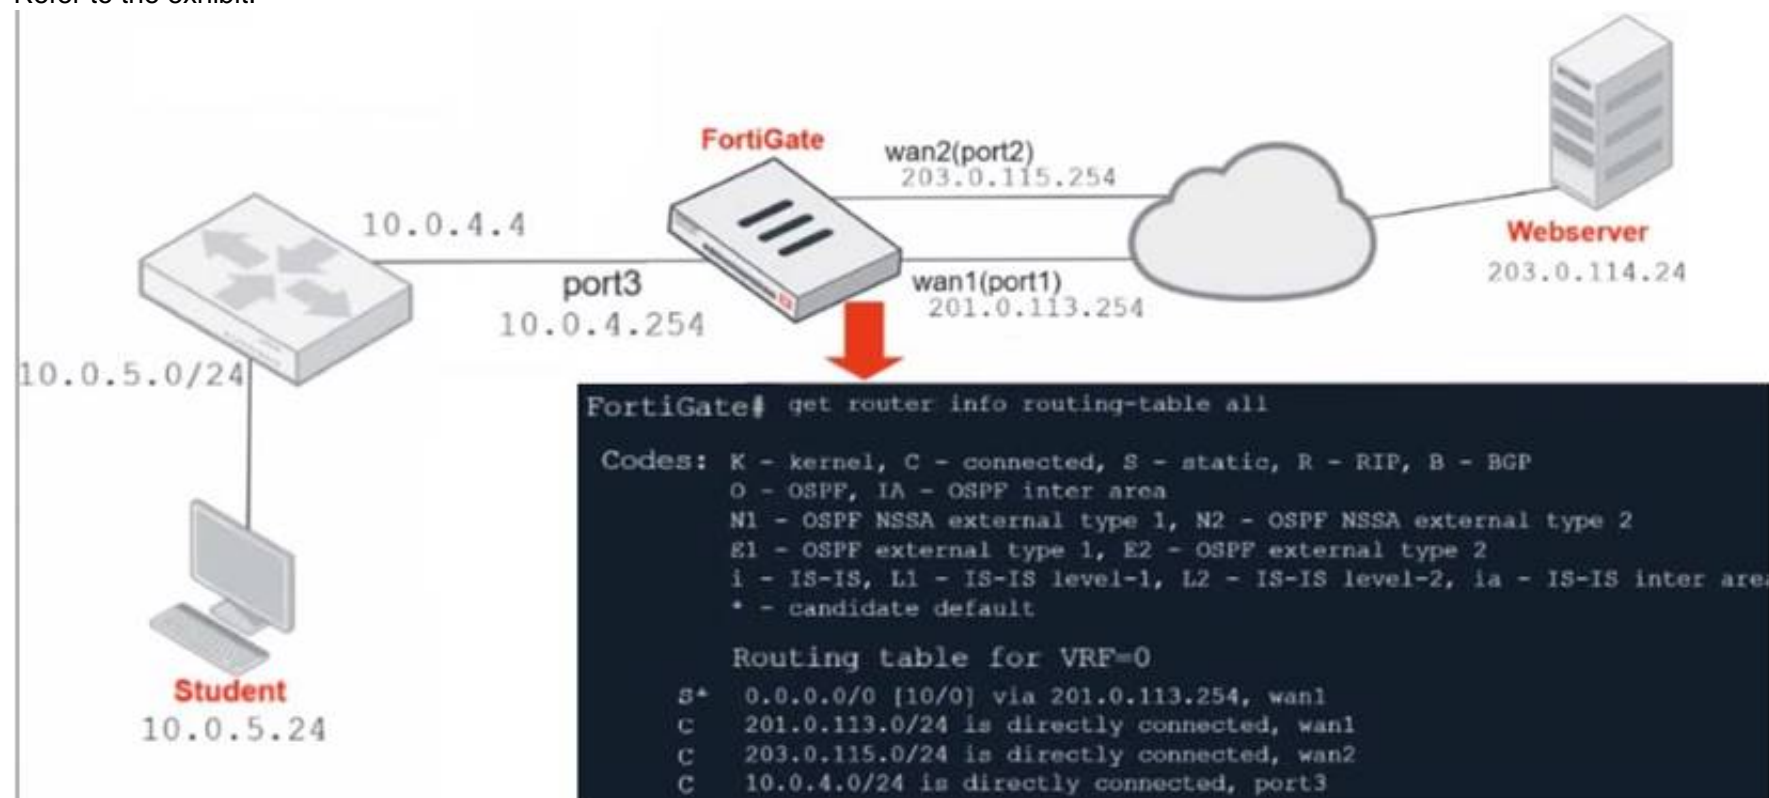 Refer to the exhibit.
FortiGate
wan2(port2)
203.0.115.254
10.0.4.4
port3
10.0.4.254
wan1(port1)
201.0.113.254
Webserver
203.0.114.24
10.0.5.0/24
Student
10.0.5.24
FortiGate# get router info routing-table all
Codes: K - kernel, C - connected, S - static, R - RIP, B - BGP
O - OSPF, IA - OSPF inter area
N1 - OSPF NSSA external type 1, N2 - OSPF NSSA external type 2
E1 - OSPF external type 1, E2 - OSPF external type 2
i - IS-IS, L1 - IS-IS level-1, L2 - IS-IS level-2, ia - IS-IS inter area
* - candidate default
Routing table for VRF=0
S* 0.0.0.0/0 [10/0] via 201.0.113.254, wan1
C 201.0.113.0/24 is directly connected, wan1
C 203.0.115.0/24 is directly connected, wan2
C 10.0.4.0/24 is directly connected, port3